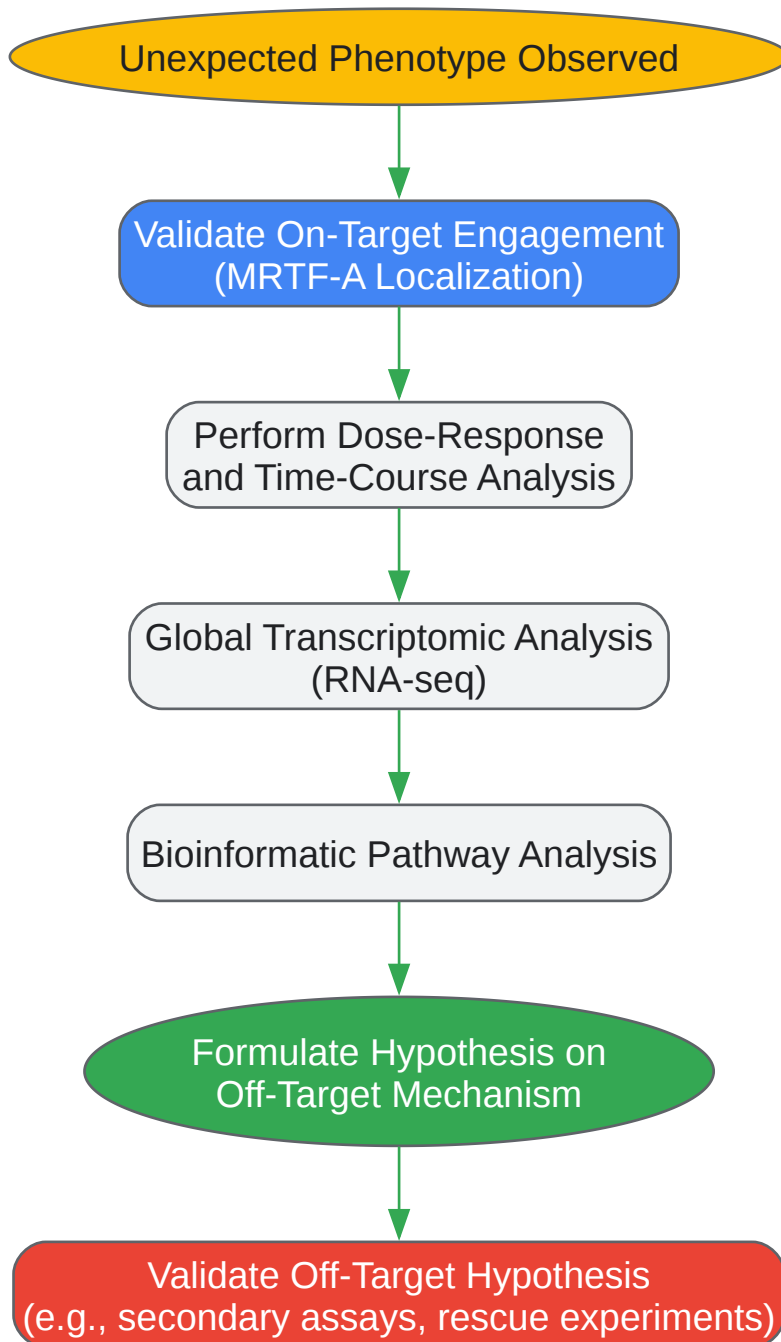 Unexpected Phenotype Observed
Validate On-Target Engagement
(MRTF-A Localization)
Perform Dose-Response
and Time-Course Analysis
Global Transcriptomic Analysis
(RNA-seq)
Bioinformatic Pathway Analysis
Formulate Hypothesis on
Off-Target Mechanism
Validate Off-Target Hypothesis
(e.g., secondary assays, rescue experiments)